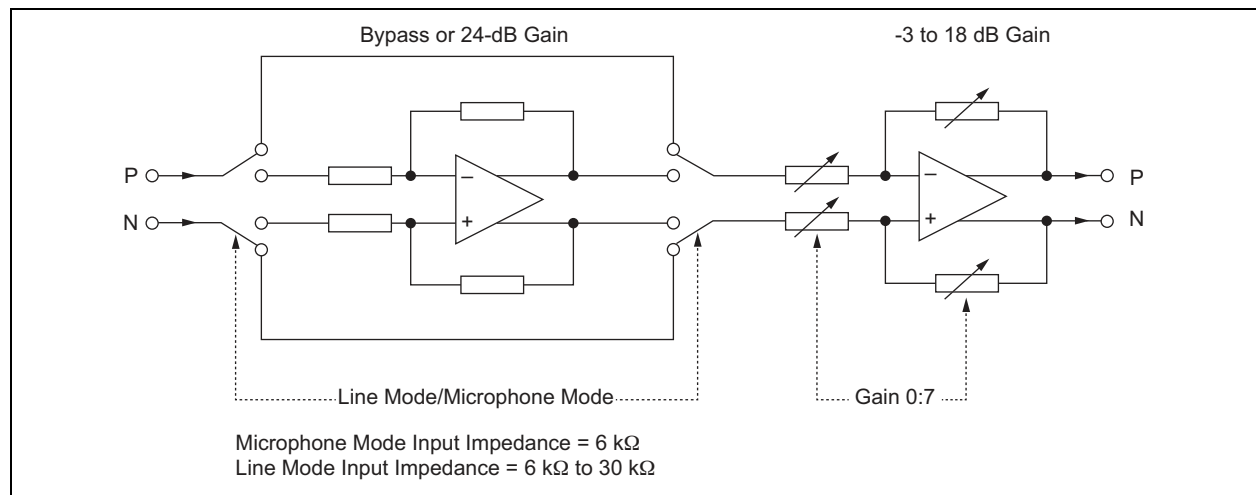 Bypass or 24-dB Gain
-3 to 18 dB Gain
P
N
–
+
–
+
P
N
Line Mode/Microphone Mode
Gain 0:7
Microphone Mode Input Impedance = 6 kΩ
Line Mode Input Impedance = 6 kΩ to 30 kΩ